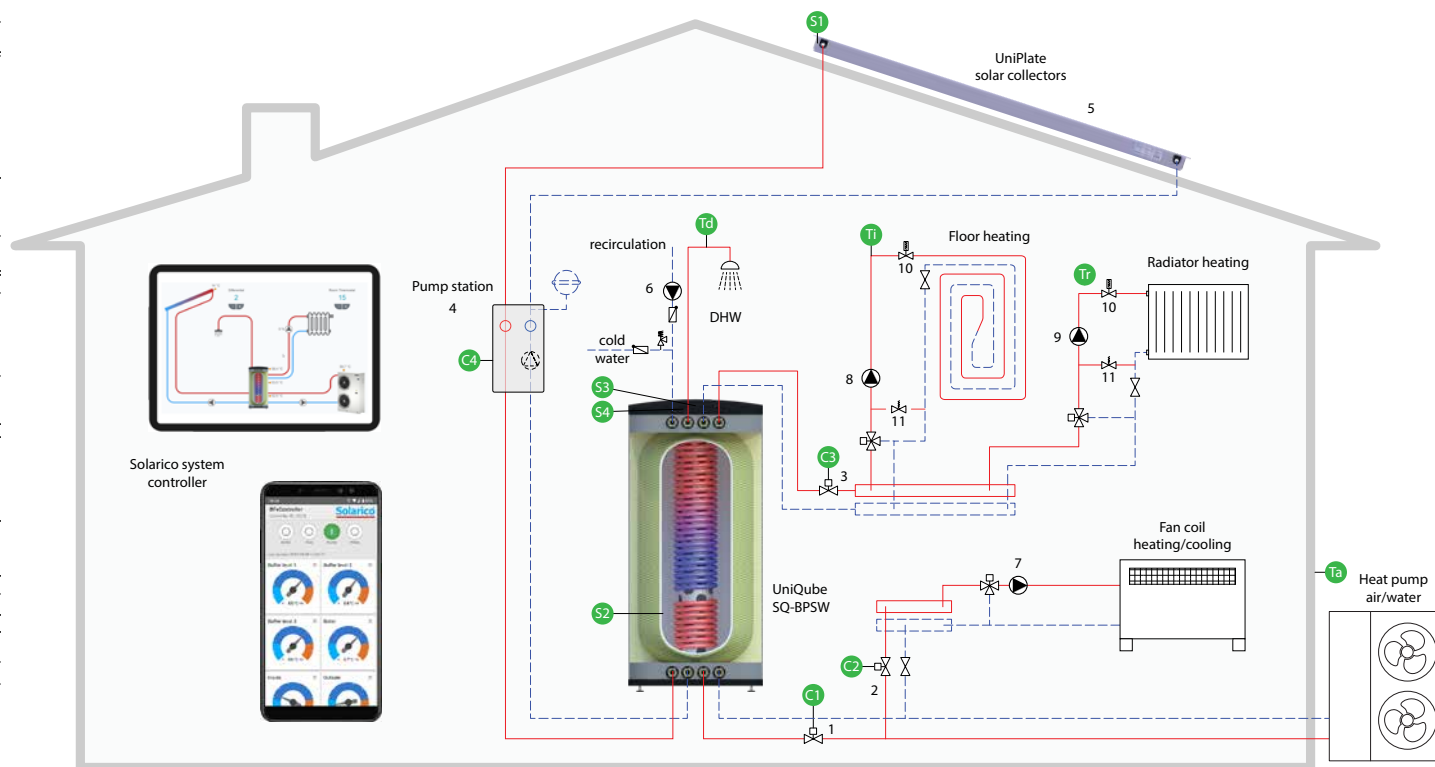 S1
UniPlate
solar collectors
5
Td
recirculation
Ti
Floor heating
10
Tr
Radiator heating
10
Pump station
4
6
DHW
cold
water
C4
8
9
11
11
S3
S4
C3
3
Solarico system
controller
Solarico
Fan coil
heating/cooling
7
UniQube
SQ-BPSW
S2
Ta
Heat pump
air/water
C2
2
C1
1